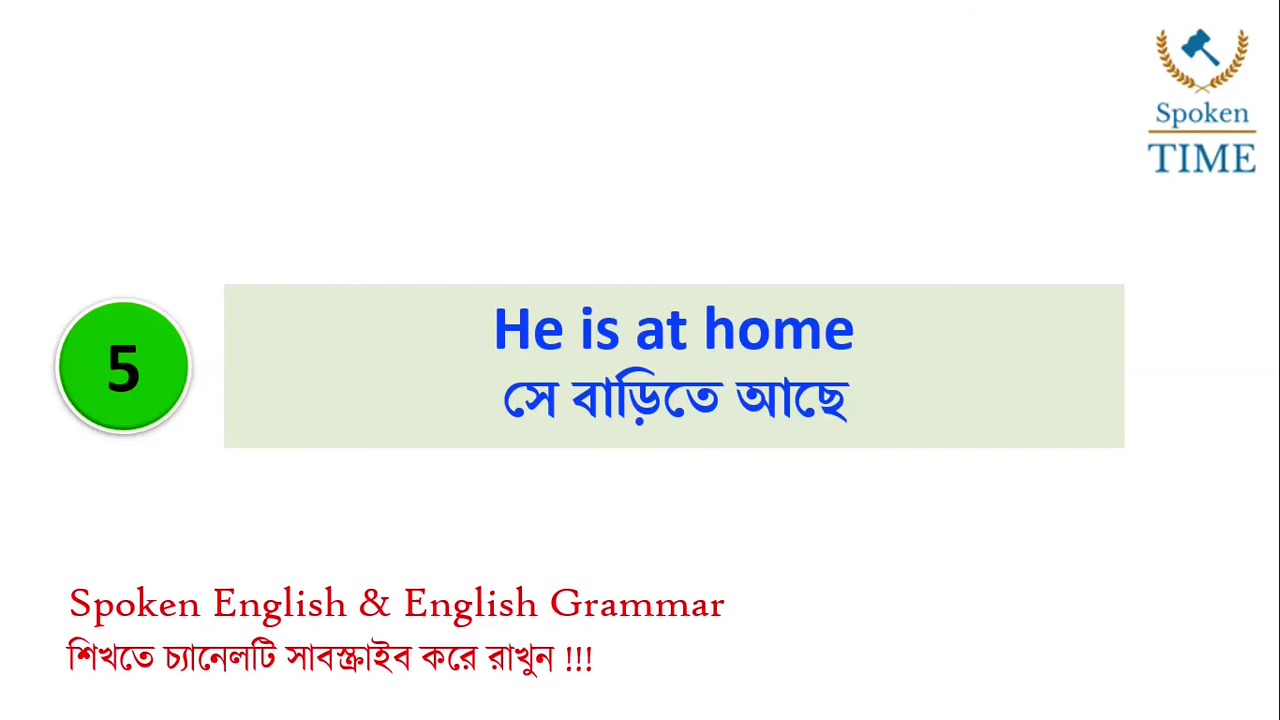 Spoken
TIME
5
He is at home
সে বাড়িতে আছে
Spoken English & English Grammar
শিখতে চ্যানেলটি সাবস্ক্রাইব করে রাখুন !!!